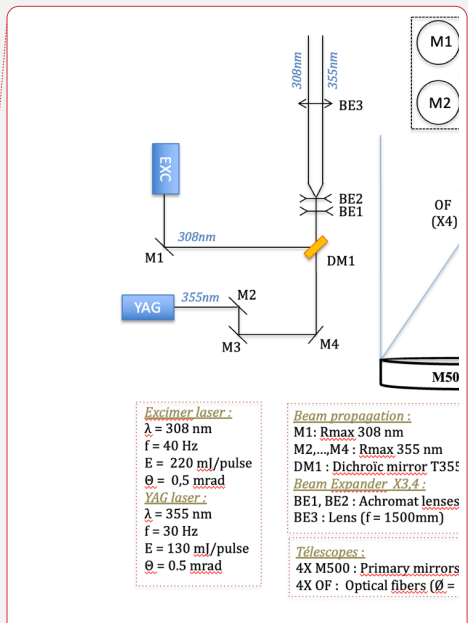 308nm
355nm
M1
BE3
M2
EXC
BE2
BE1
OF
(X4)
308nm
M1
DM1
355nm
M2
YAG
M3
M4
M50
Excimer laser :
λ = 308 nm
f = 40 Hz
E = 220 mJ/pulse
Θ = 0,5 mrad
YAG laser :
λ = 355 nm
f = 30 Hz
E = 130 mJ/pulse
Θ = 0.5 mrad
Beam propagation :
M1: Rmax 308 nm
M2,...,M4 : Rmax 355 nm
DM1 : Dichroïc mirror T355
Beam Expander X3,4 :
BE1, BE2 : Achromat lenses
BE3 : Lens (f = 1500mm)
Télescopes :
4X M500 : Primary mirrors
4X OF : Optical fibers (Ø =